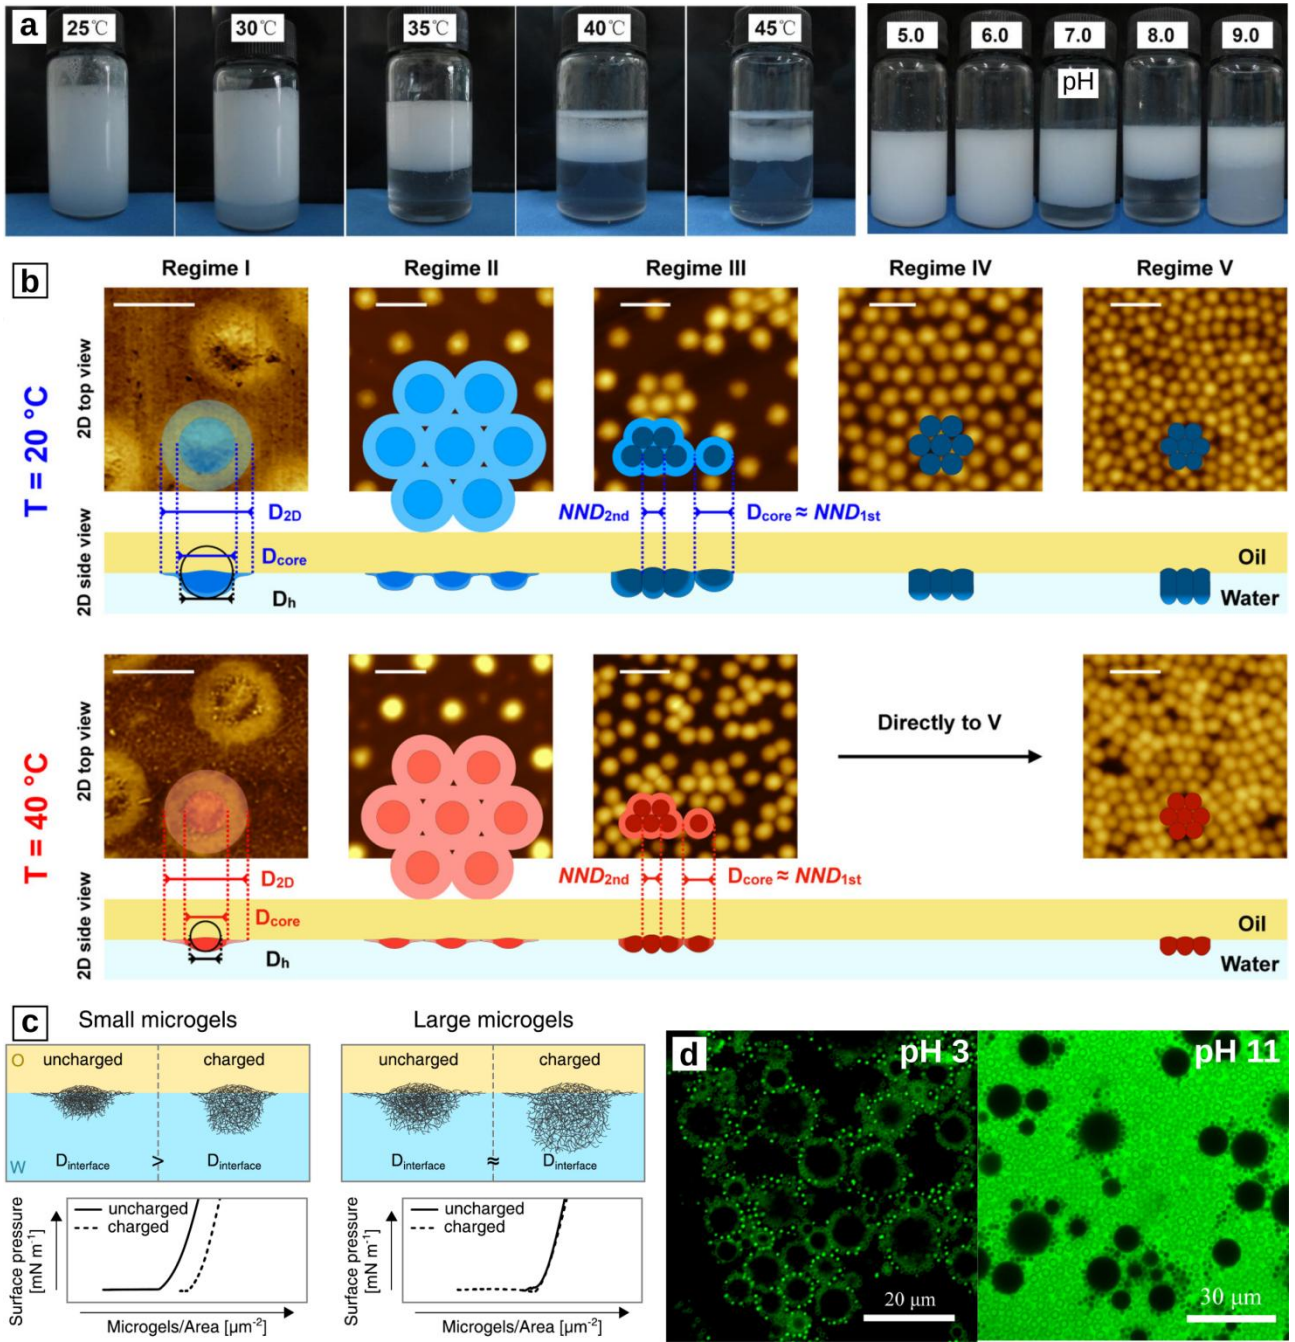 a
25℃
30℃
35℃
40℃
45℃
5.0
6.0
7.0
8.0
9.0
pH
b
Regime I
Regime II
Regime III
Regime IV
Regime V
T = 20 °C
2D top view
2D side view
D2D
Dcore
Dh
NND2nd
Dcore ≈ NND1st
Oil
Water
T = 40 °C
2D top view
2D side view
Directly to V
D2D
Dcore
Dh
NND2nd
Dcore ≈ NND1st
Oil
Water
c
Small microgels
O
uncharged
charged
W
Dinterface > Dinterface
Surface pressure
[mN m-1]
uncharged
charged
Microgels/Area [μm-2]
Large microgels
uncharged
charged
Dinterface ≈ Dinterface
Surface pressure
[mN m-1]
uncharged
charged
Microgels/Area [μm-2]
d
pH 3
20 μm
pH 11
30 μm